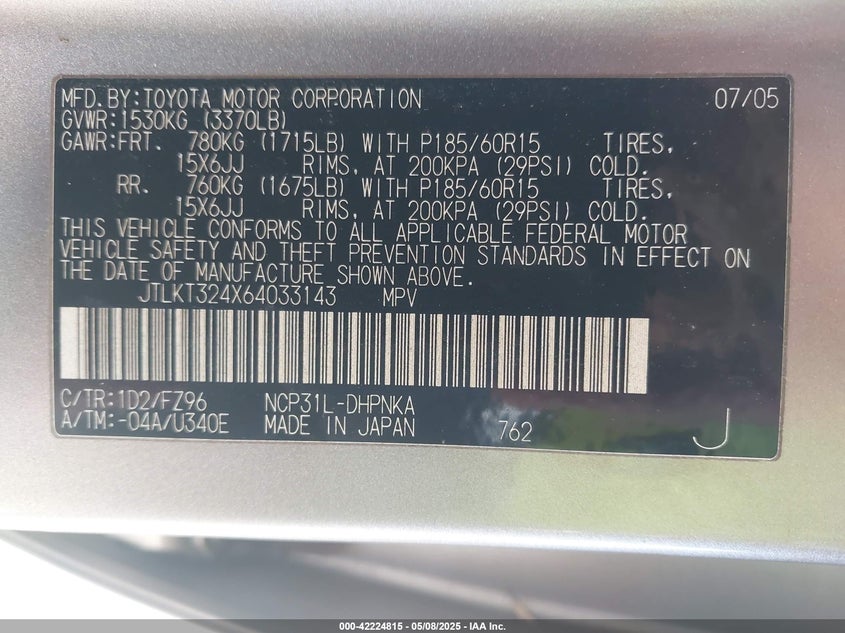 MFD.BY:TOYOTA MOTOR CORPORATION 07/05
GVWR:1530KG (3370LB)
GAWR:FRT. 780KG (1715LB) WITH P185/60R15 TIRES,
15X6JJ RIMS, AT 200KPA (29PSI) COLD.
RR. 760KG (1675LB) WITH P185/60R15 TIRES,
15X6JJ RIMS, AT 200KPA (29PSI) COLD.
THIS VEHICLE CONFORMS TO ALL APPLICABLE FEDERAL MOTOR
VEHICLE SAFETY AND THEFT PREVENTION STANDARDS IN EFFECT ON
THE DATE OF MANUFACTURE SHOWN ABOVE.
JTLKT324X64033143 MPV
C/TR:1D2/FZ96 NCP31L-DHPNKA
A/TM:-04A/U340E MADE IN JAPAN 762 J
000-42224815 - 05/08/2025 - IAA Inc.